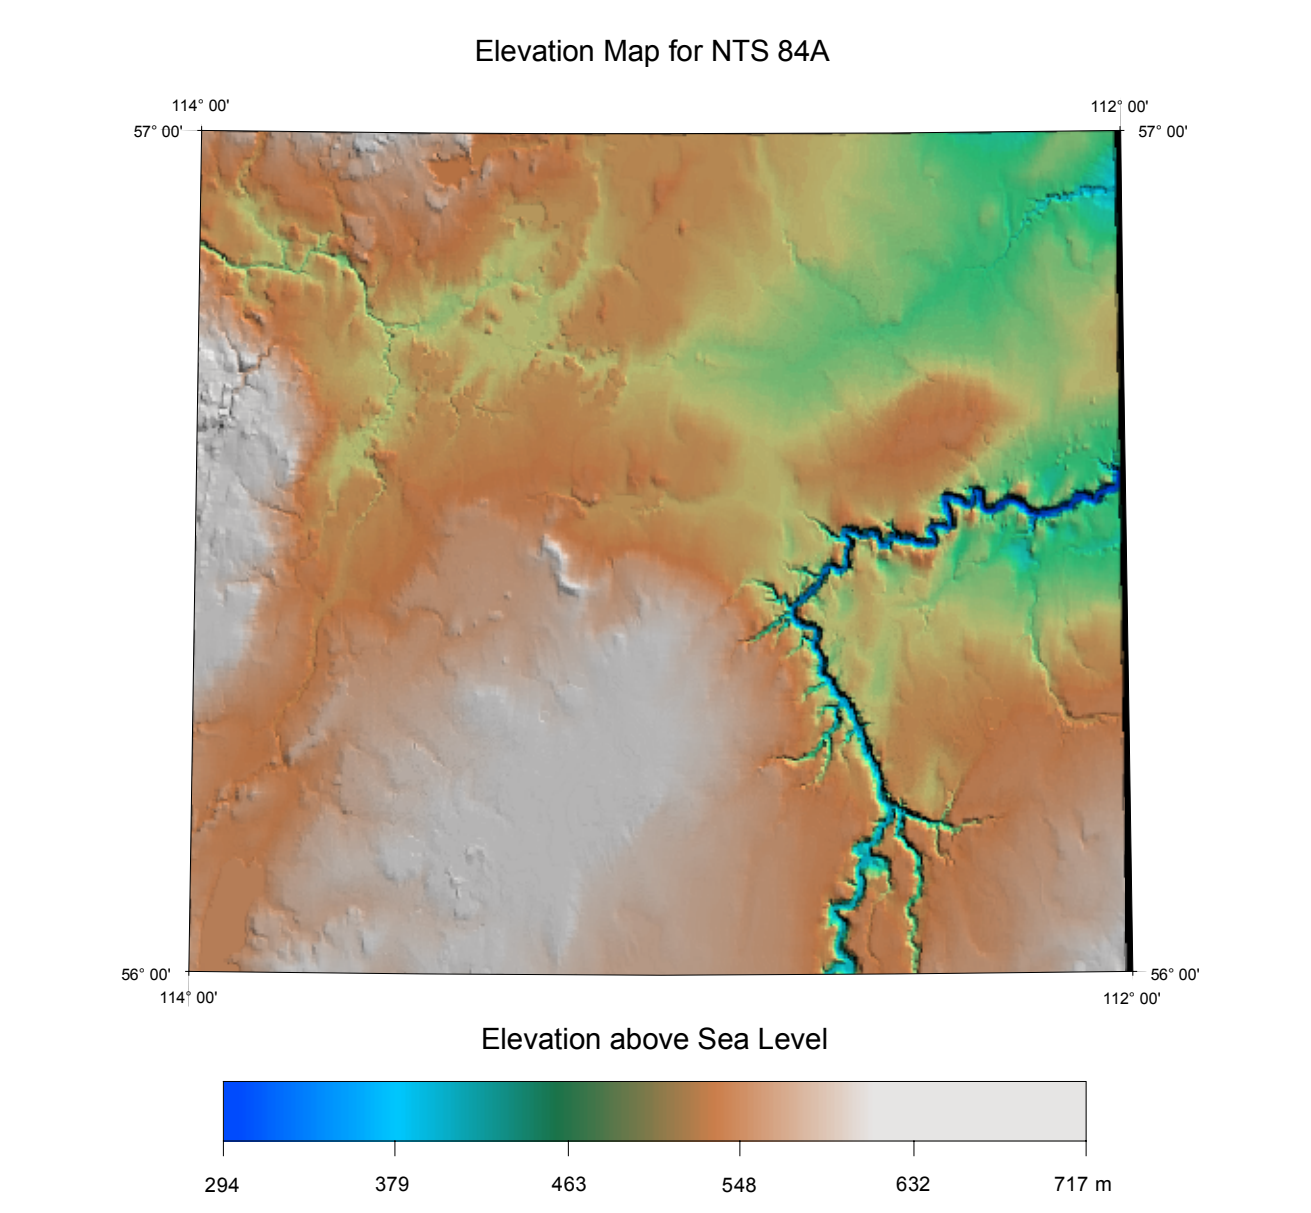 Elevation Map for NTS 84A
114° 00' 112° 00'
57° 00' 57° 00'
56° 00' 56° 00'
114° 00' 112° 00'
Elevation above Sea Level
294 379 463 548 632 717 m